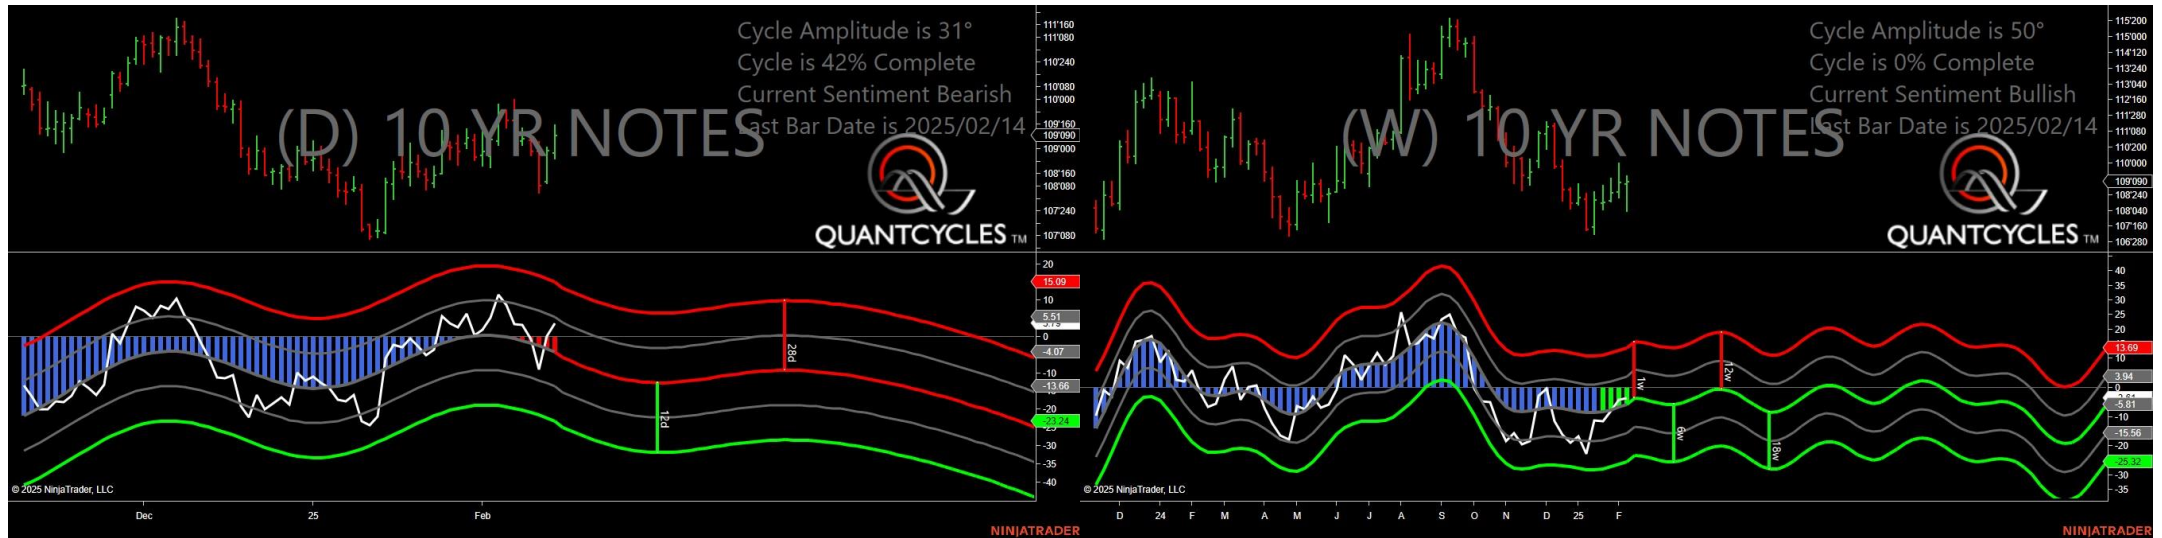 Cycle Amplitude is 31°
Cycle is 42% Complete
Current Sentiment Bearish
Last Bar Date is 2025/02/14
(D) 10 YR NOTES
QUANTCYCLES TM
111'160
111'080
110'240
110'080
110'000
109'160
109'090
109'000
108'160
108'080
107'240
107'080
20
15.09
10
5.51
0
-4.07
-10
-13.66
-20
-23.24
-30
-35
-40
28d
12d
© 2025 NinjaTrader, LLC
Dec
25
Feb
NINJATRADER
Cycle Amplitude is 50°
Cycle is 0% Complete
Current Sentiment Bullish
Last Bar Date is 2025/02/14
(W) 10 YR NOTES
QUANTCYCLES TM
115'200
115'000
114'120
113'240
113'040
112'160
111'280
111'080
110'200
110'000
109'090
108'240
108'040
107'160
106'280
40
35
30
25
20
13.69
10
3.94
0
-5.81
-10
-15.56
-20
-25.32
-30
-35
1w
12w
6w
18w
© 2025 NinjaTrader, LLC
D
24
F
M
A
M
J
J
A
S
O
N
D
25
F
NINJATRADER